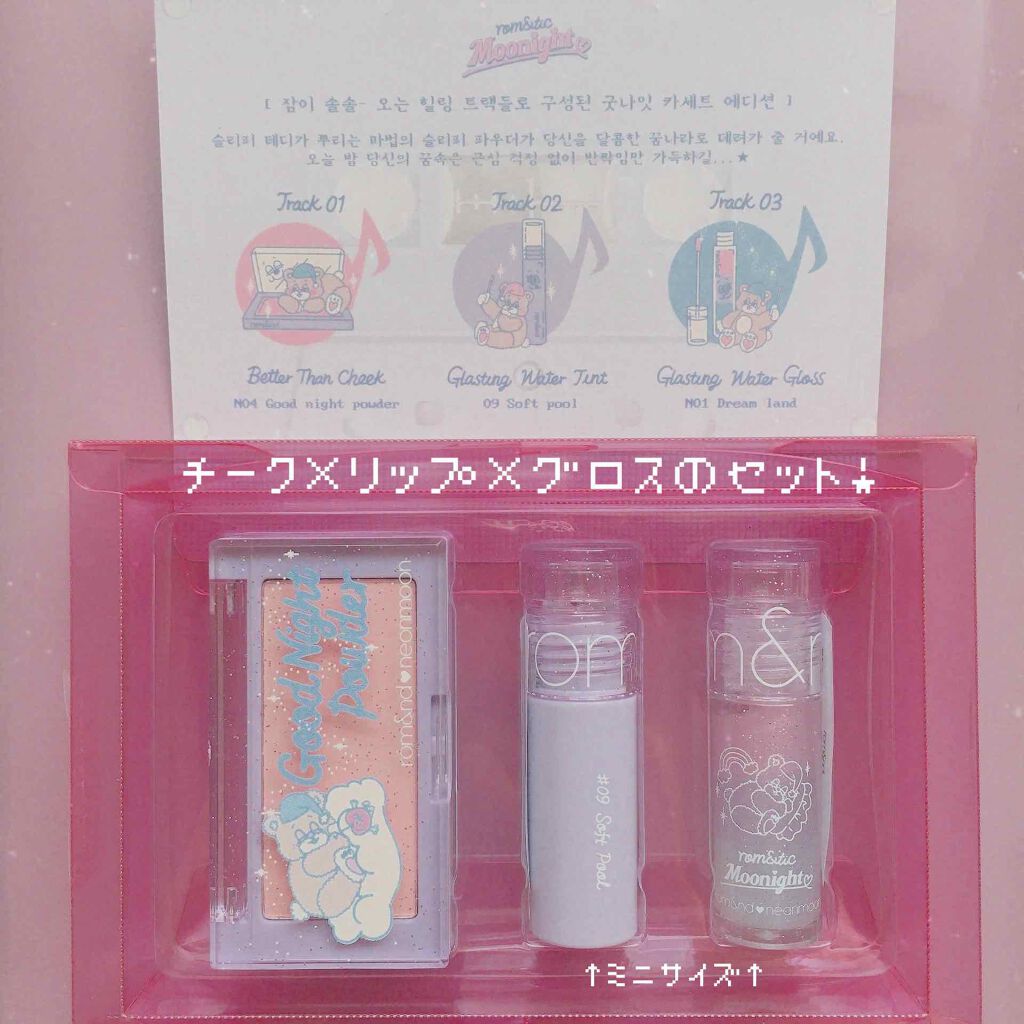 rom&tic
Moonight
[ 잠이 솔솔- 오는 힐링 트랙들로 구성된 굿나잇 카세트 에디션 ]
슬리피 테디가 뿌리는 마법의 슬리피 파우더가 당신을 달콤한 꿈나라로 데려가 줄 거예요.
오늘 밤 당신의 꿈속은 근심 걱정 없이 반짝임만 가득하길...★
Track 01
Track 02
Track 03
Better Than Cheek
Glasting Water Tint
Glasting Water Gloss
N04 Good night powder
09 Soft pool
N01 Dream land
チーク×リップ×グロスのセット★
Good Night
Powder
rom&nd♥neonmoon
rom
#09 Soft Pool
n&r
rom&tic
Moonight
rom&nd♥neonmoon
↑ミニサイズ↑